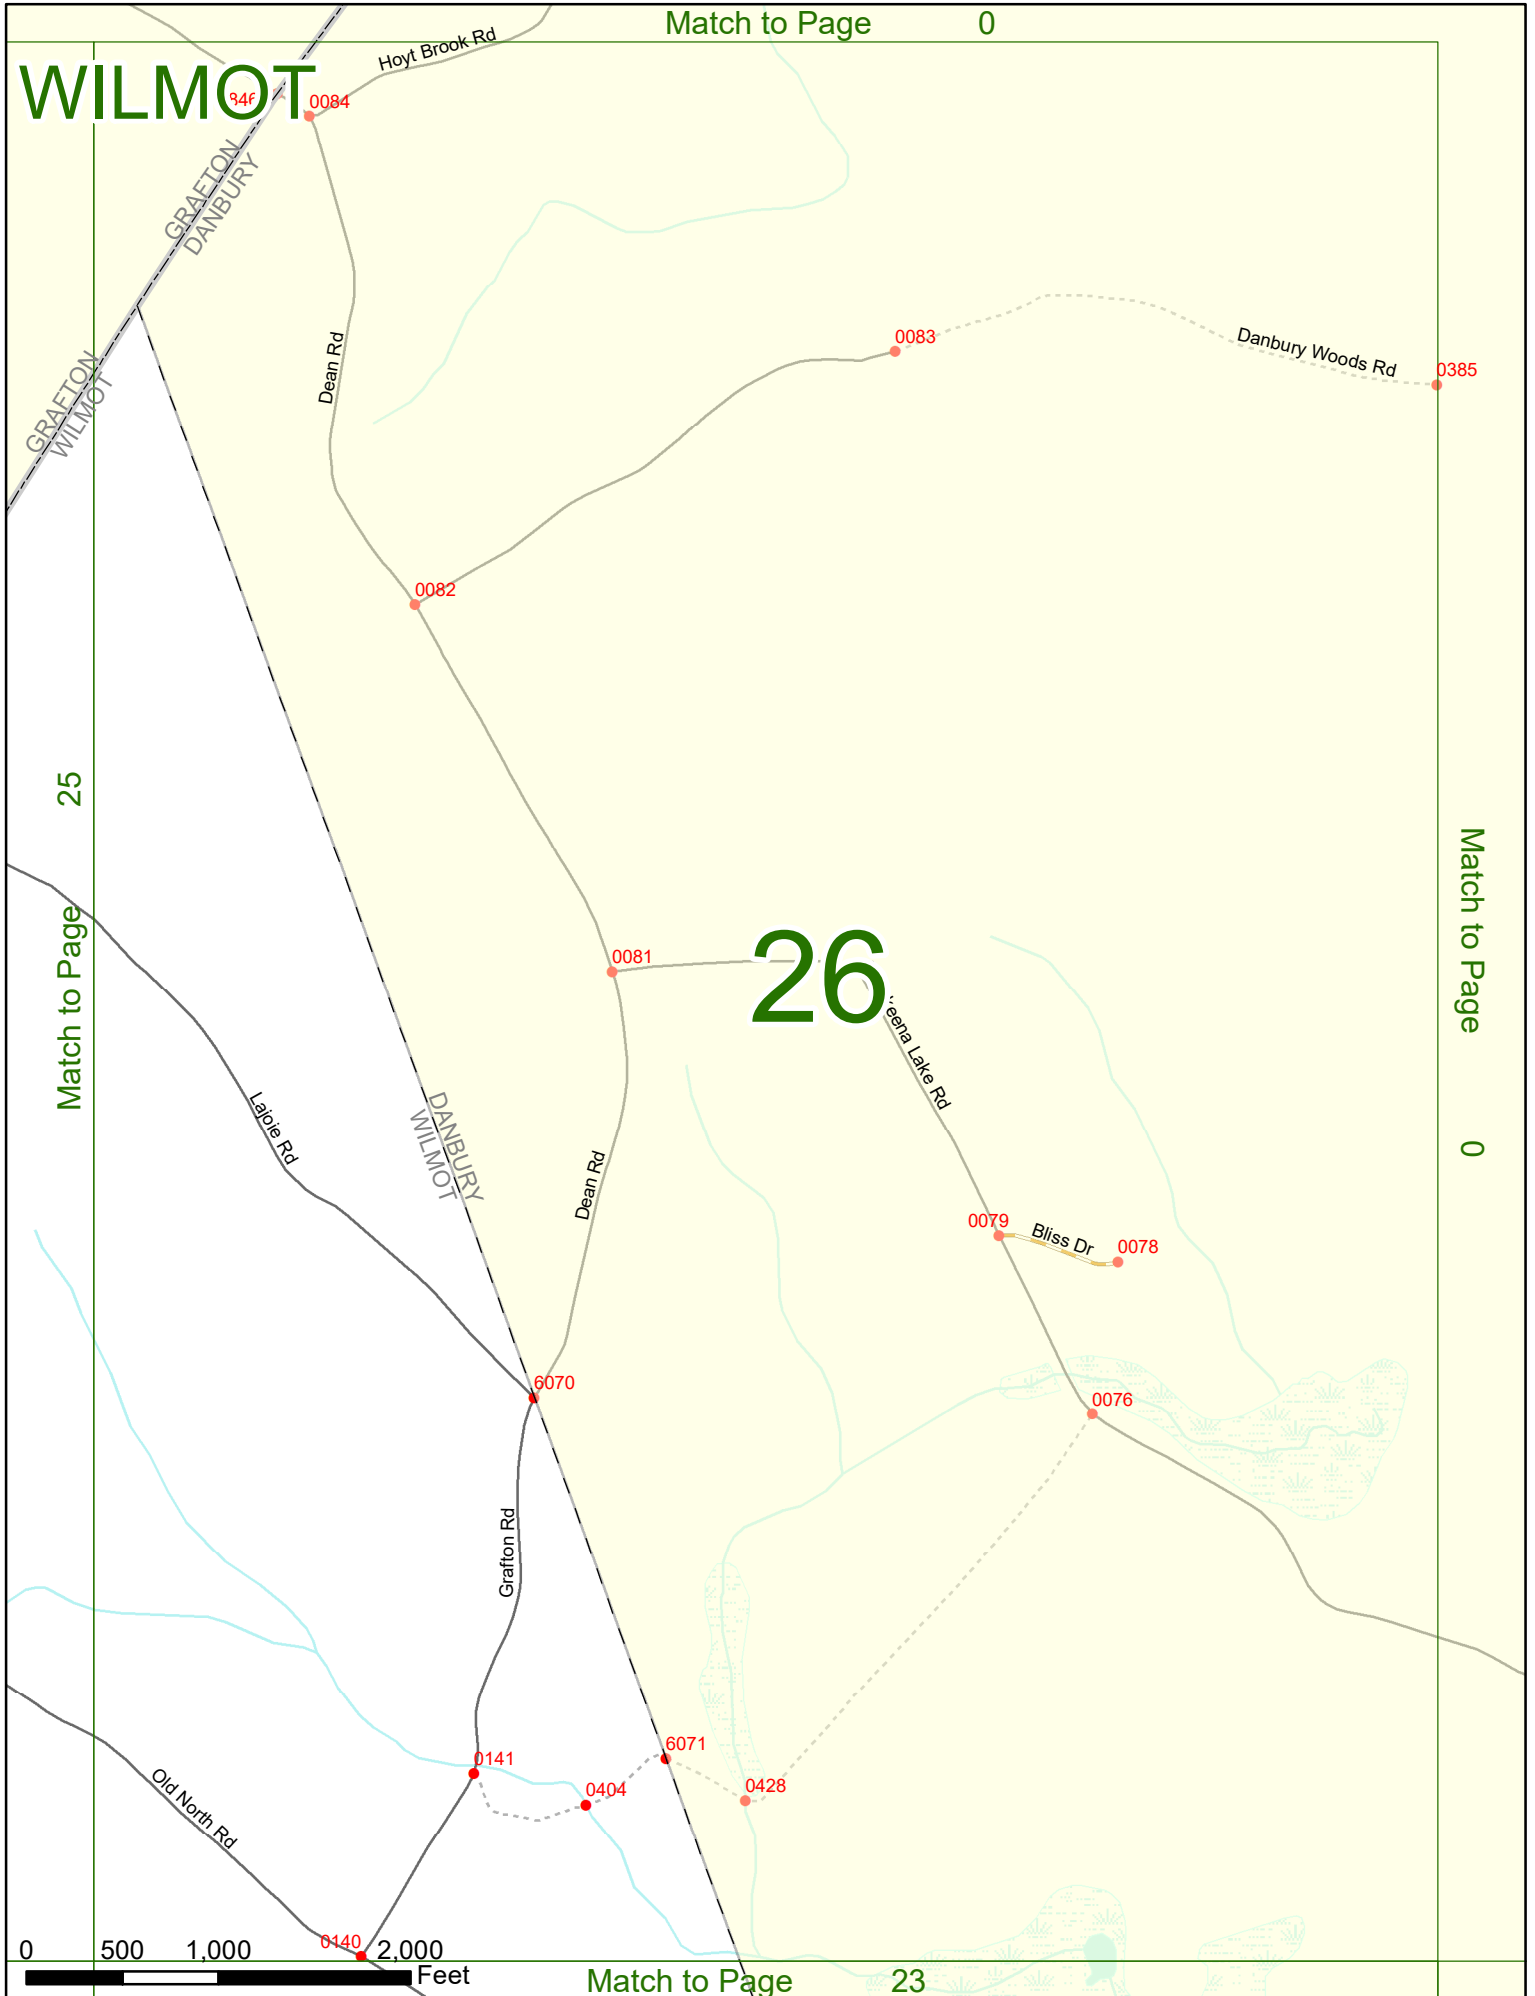 Match to Page 0
Hoyt Brook Rd
WILMOT
0084
GRAFTON
DANBURY
Dean Rd
0083
Danbury Woods Rd
0385
GRAFTON
WILMOT
0082
Match to Page 25
Match to Page 0
0081
26
Lake Rd
Lajoie Rd
DANBURY
WILMOT
Dean Rd
0079
Bliss Dr
0078
6070
0076
Grafton Rd
6071
0141
0404
0428
Old North Rd
0140
0 500 1,000 2,000
Feet
Match to Page 23